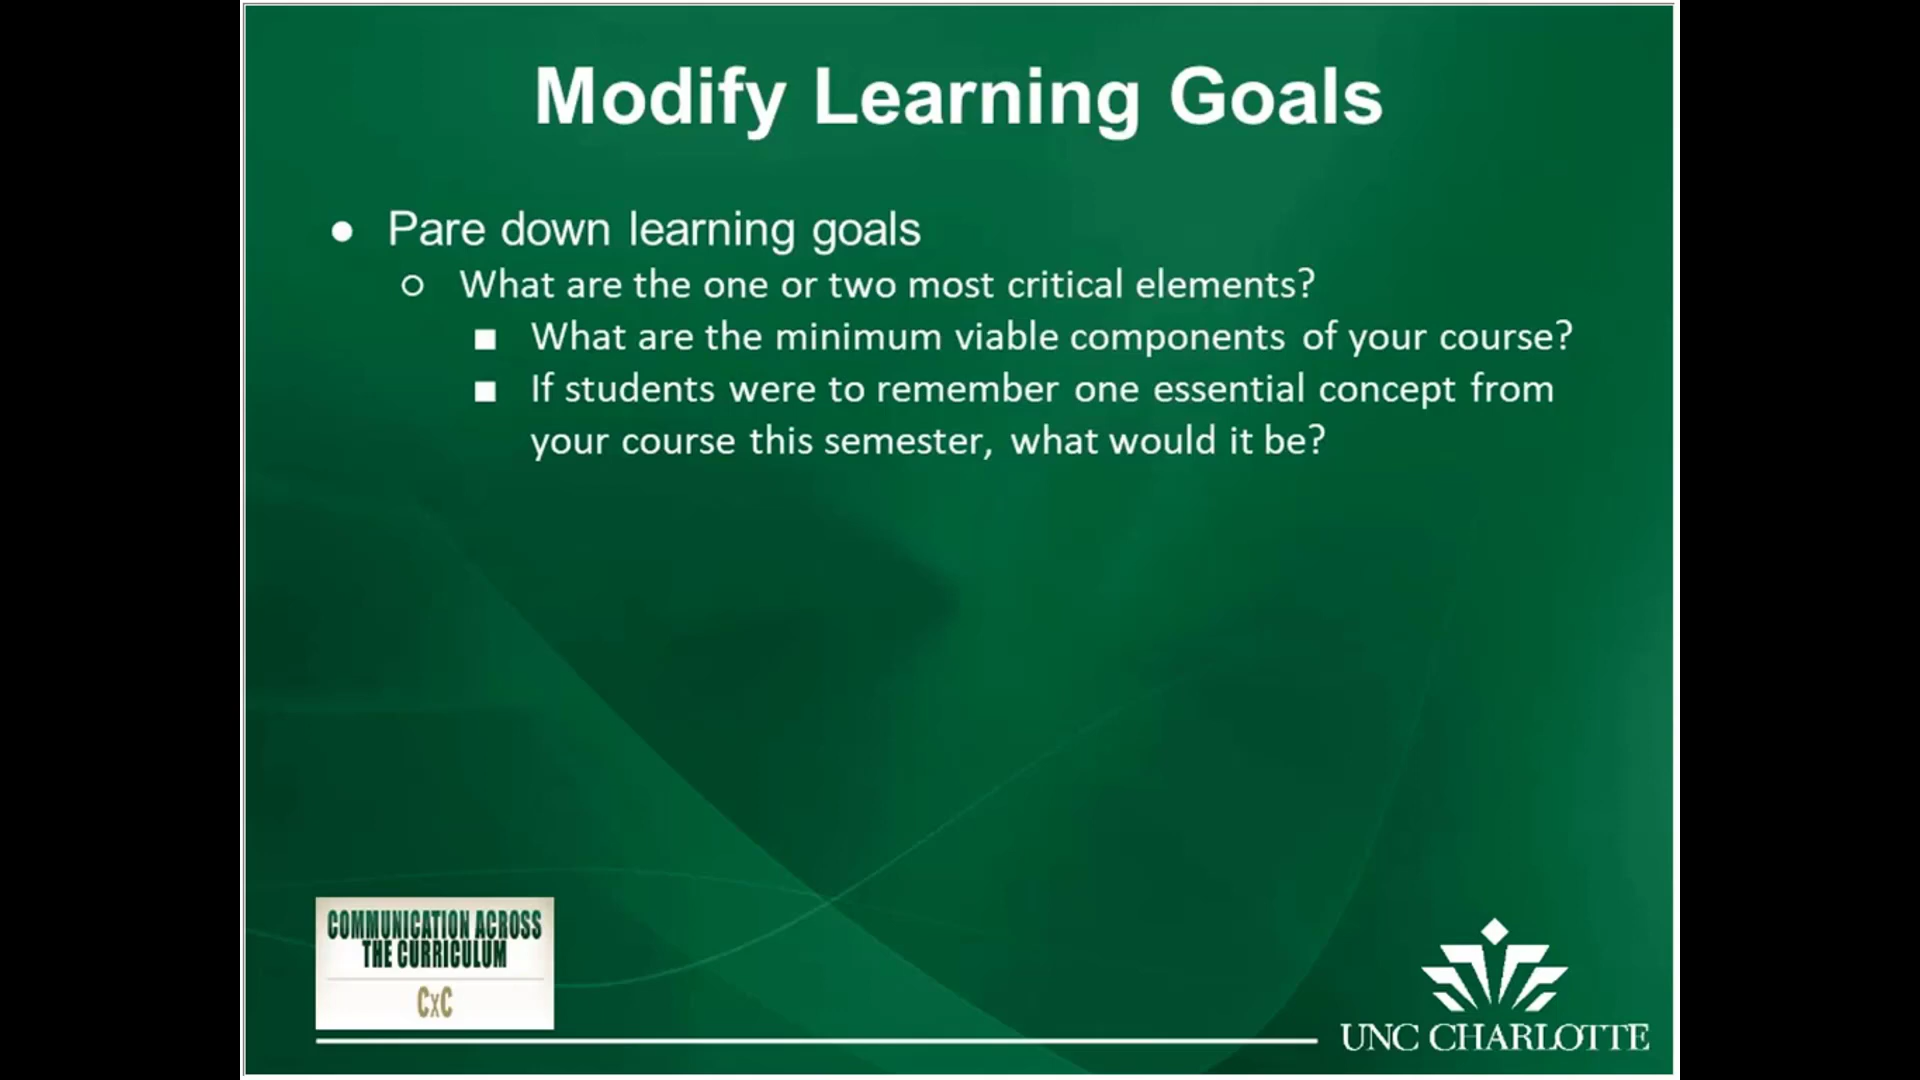 Modify Learning Goals
● Pare down learning goals
○ What are the one or two most critical elements?
■ What are the minimum viable components of your course?
■ If students were to remember one essential concept from
your course this semester, what would it be?
COMMUNICATION ACROSS
THE CURRICULUM
CxC
UNC CHARLOTTE